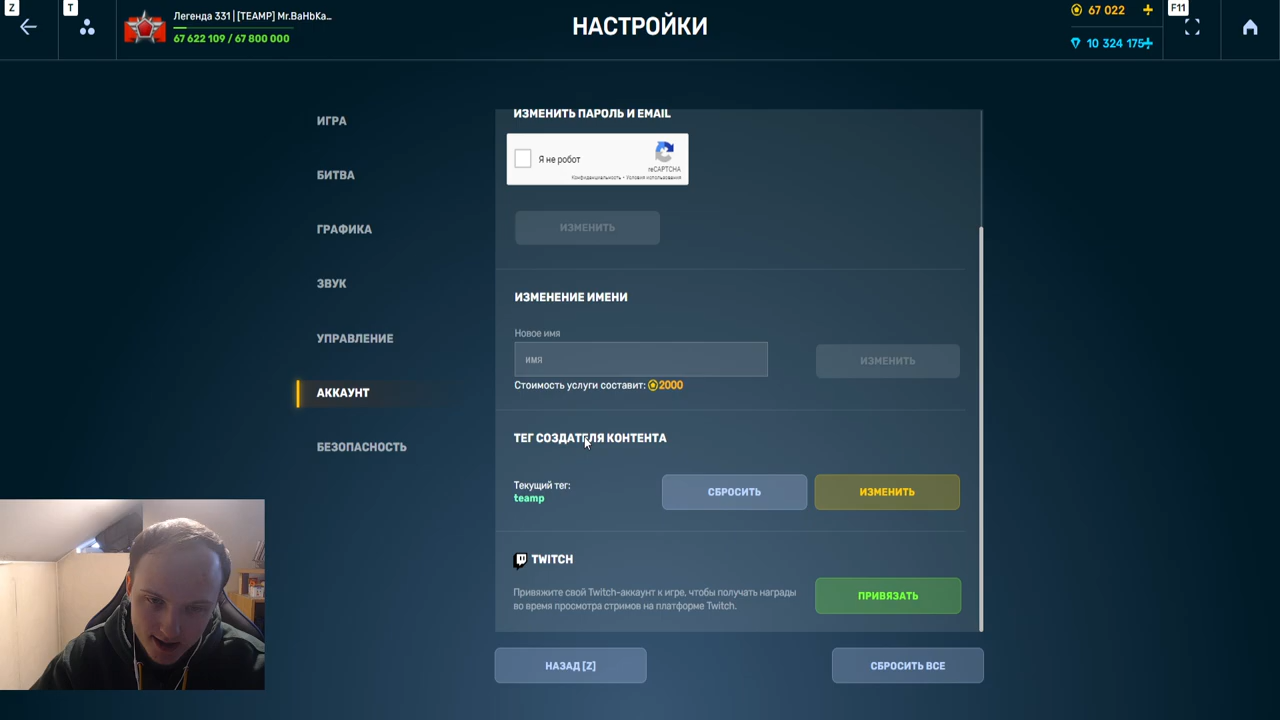 Z
T
Легенда 331 | [TEAMP] Mr.BaHbKa...
67 622 109 / 67 800 000
НАСТРОЙКИ
67 022
10 324 175
F11
ИГРА
БИТВА
ГРАФИКА
ЗВУК
УПРАВЛЕНИЕ
АККАУНТ
БЕЗОПАСНОСТЬ
ИЗМЕНИТЬ ПАРОЛЬ И EMAIL
Я не робот
reCAPTCHA
Конфиденциальность • Условия использования
ИЗМЕНИТЬ
ИЗМЕНЕНИЕ ИМЕНИ
Новое имя
имя
ИЗМЕНИТЬ
Стоимость услуги составит: 2000
ТЕГ СОЗДАТЕЛЯ КОНТЕНТА
Текущий тег:
teamp
СБРОСИТЬ
ИЗМЕНИТЬ
TWITCH
Привяжите свой Twitch-аккаунт к игре, чтобы получать награды
во время просмотра стримов на платформе Twitch.
ПРИВЯЗАТЬ
НАЗАД [Z]
СБРОСИТЬ ВСЕ